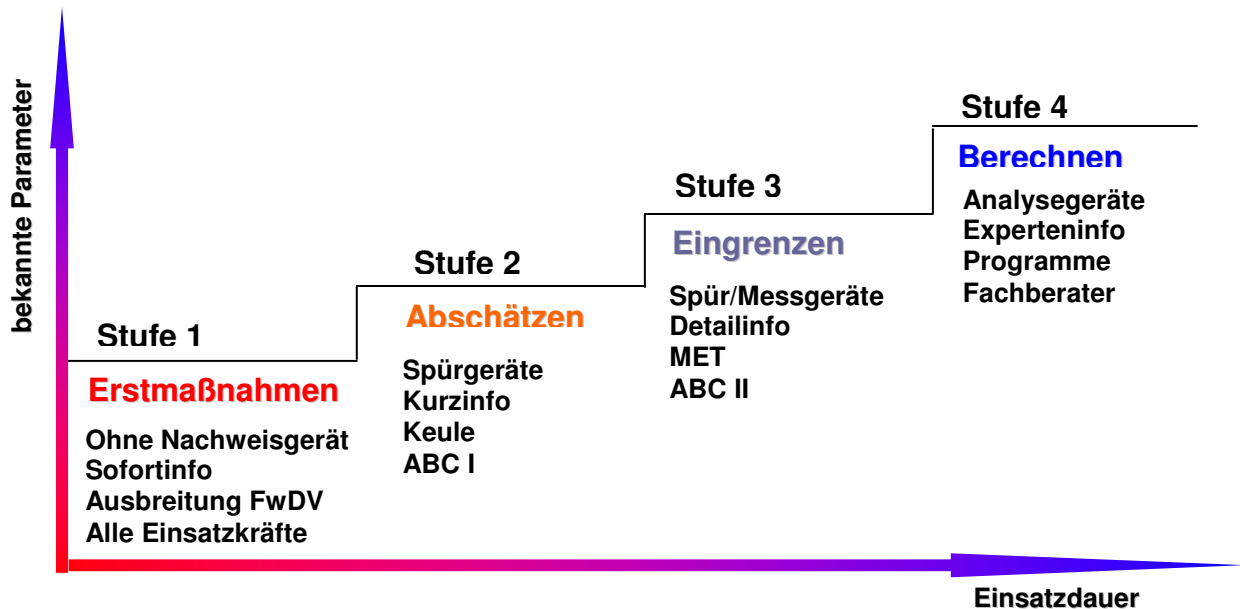 bekannte Parameter
Stufe 1
Erstmaßnahmen
Ohne Nachweisgerät
Sofortinfo
Ausbreitung FwDV
Alle Einsatzkräfte
Stufe 2
Abschätzen
Spürgeräte
Kurzinfo
Keule
ABC I
Stufe 3
Eingrenzen
Spür/Messgeräte
Detailinfo
MET
ABC II
Stufe 4
Berechnen
Analysegeräte
Experteninfo
Programme
Fachberater
Einsatzdauer